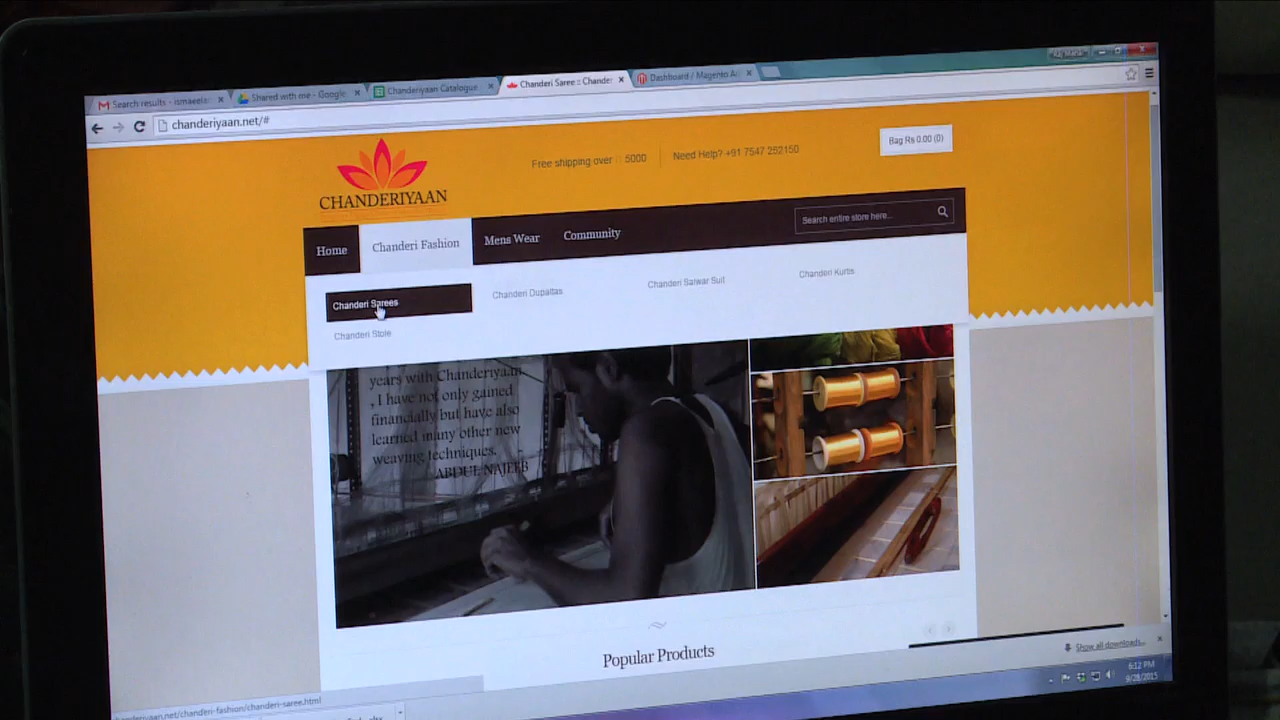 Search results - ismaeela
Shared with me - Google
Chanderiyaan Catalogue
Chanderi Saree :: Chande
Dashboard / Magento A
chanderiyaan.net/#
CHANDERIYAAN
Free shipping over 5000
Need Help? +91 7547 252150
Bag Rs 0.00 (0)
Home
Chanderi Fashion
Mens Wear
Community
Search entire store here...
Chanderi Sarees
Chanderi Dupattas
Chanderi Salwar Suit
Chanderi Kurtis
Chanderi Stole
years with Chanderiyaan
, I have not only gained
financially but have also
learned many other new
weaving techniques.
ABDUL NAJEEB
Popular Products
Show all downloads...
chanderiyaan.net/chanderi-fashion/chanderi-saree.html
6:12 PM
9/28/2015